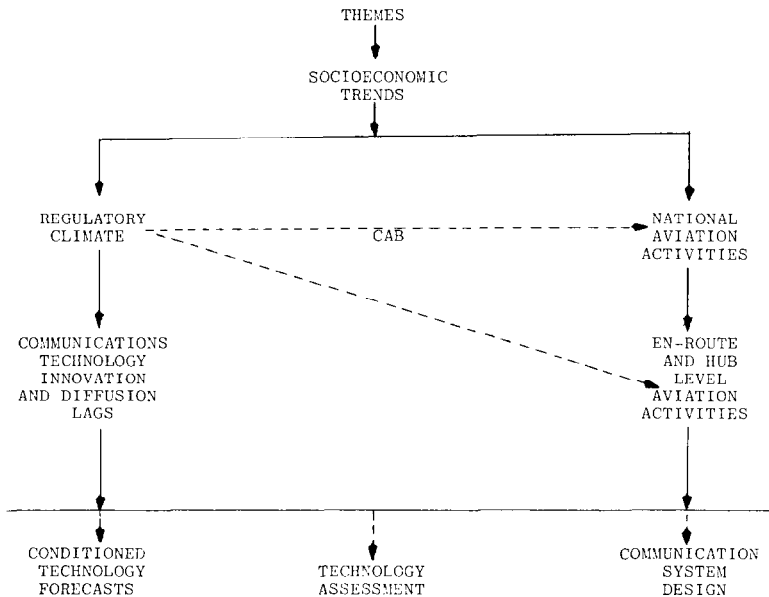 THEMES
SOCIOECONOMIC
TRENDS
REGULATORY
CLIMATE
CAB
NATIONAL
AVIATION
ACTIVITIES
COMMUNICATIONS
TECHNOLOGY
INNOVATION
AND DIFFUSION
LAGS
EN-ROUTE
AND HUB
LEVEL
AVIATION
ACTIVITIES
CONDITIONED
TECHNOLOGY
FORECASTS
TECHNOLOGY
ASSESSMENT
COMMUNICATION
SYSTEM
DESIGN